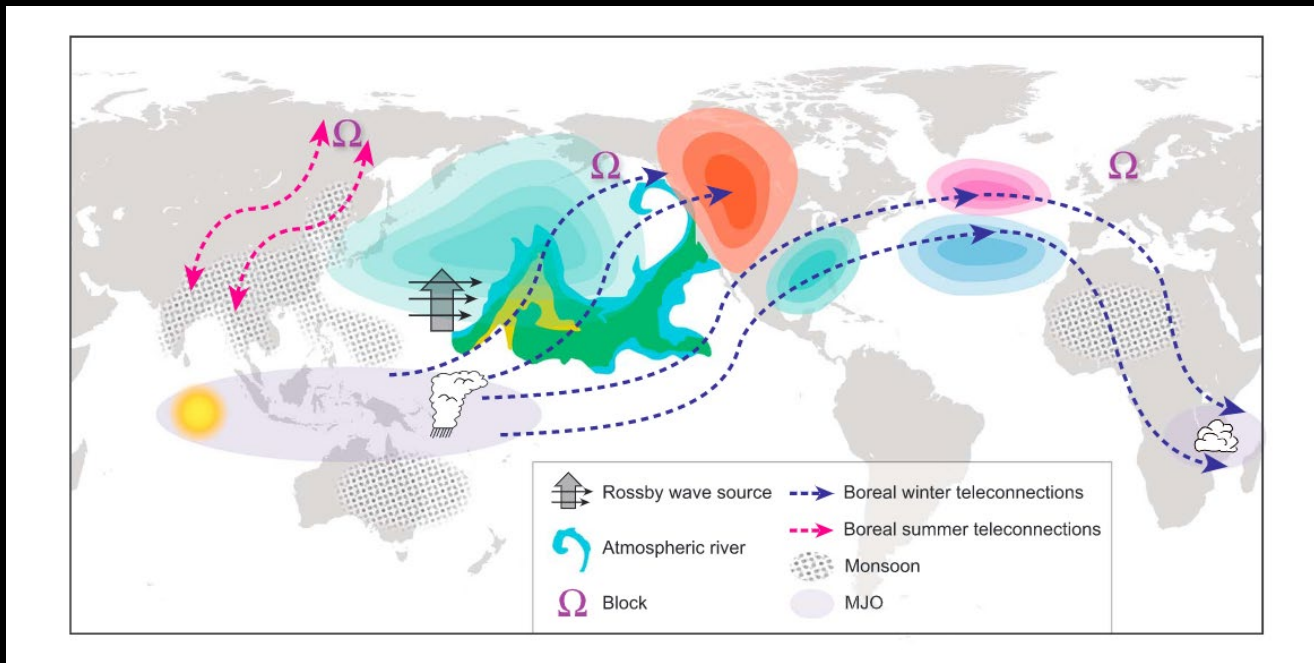 Ω
Ω
Ω
Rossby wave source
Boreal winter teleconnections
Atmospheric river
Boreal summer teleconnections
Monsoon
Ω Block
MJO